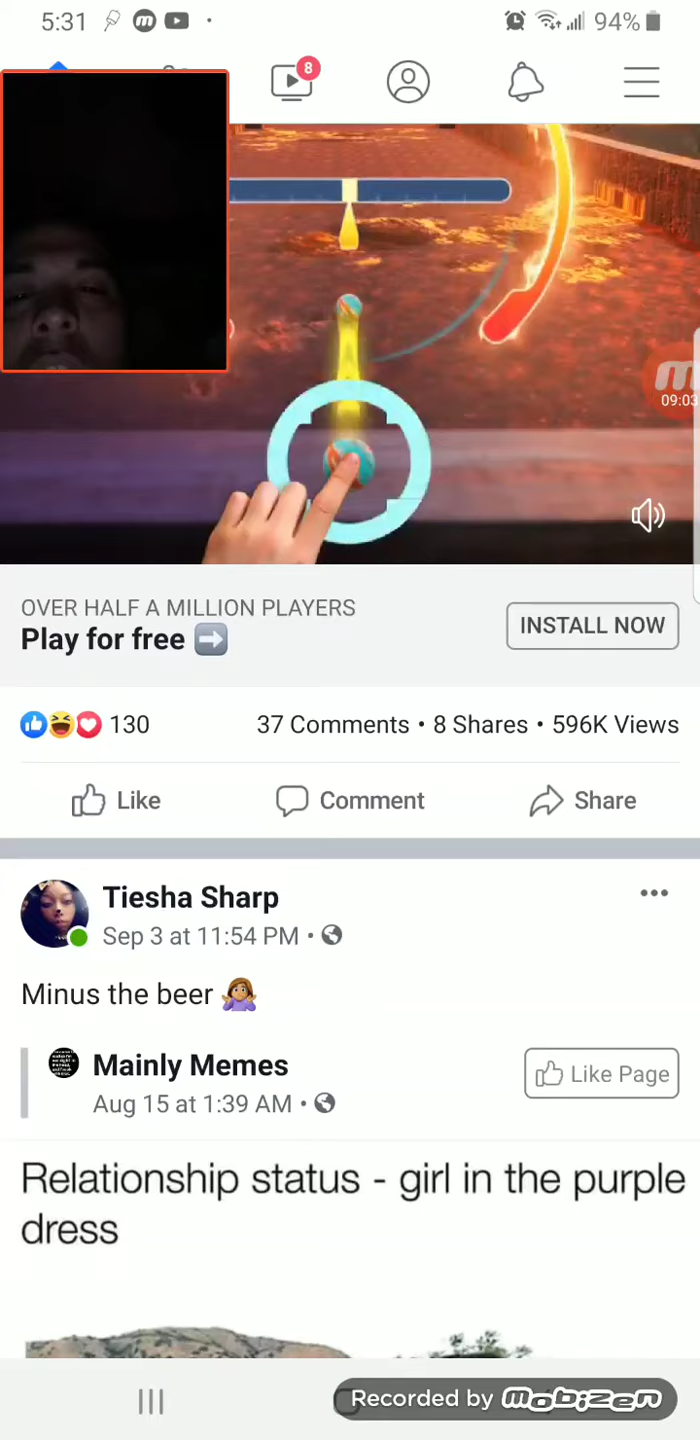 5:31
94%
8
09:03
OVER HALF A MILLION PLAYERS
Play for free ➡️
INSTALL NOW
130
37 Comments • 8 Shares • 596K Views
Like
Comment
Share
Tiesha Sharp
Sep 3 at 11:54 PM •
Minus the beer 🤷🏽‍♀️
Mainly Memes
Like Page
Aug 15 at 1:39 AM •
Relationship status - girl in the purple
dress
Recorded by mobizen